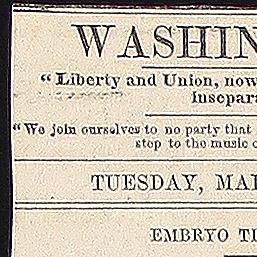 WASHIN
" Liberty and Union, now
insepara
" We join ourselves to no party that
step to the music o
TUESDAY, MAR
EMBRYO TI